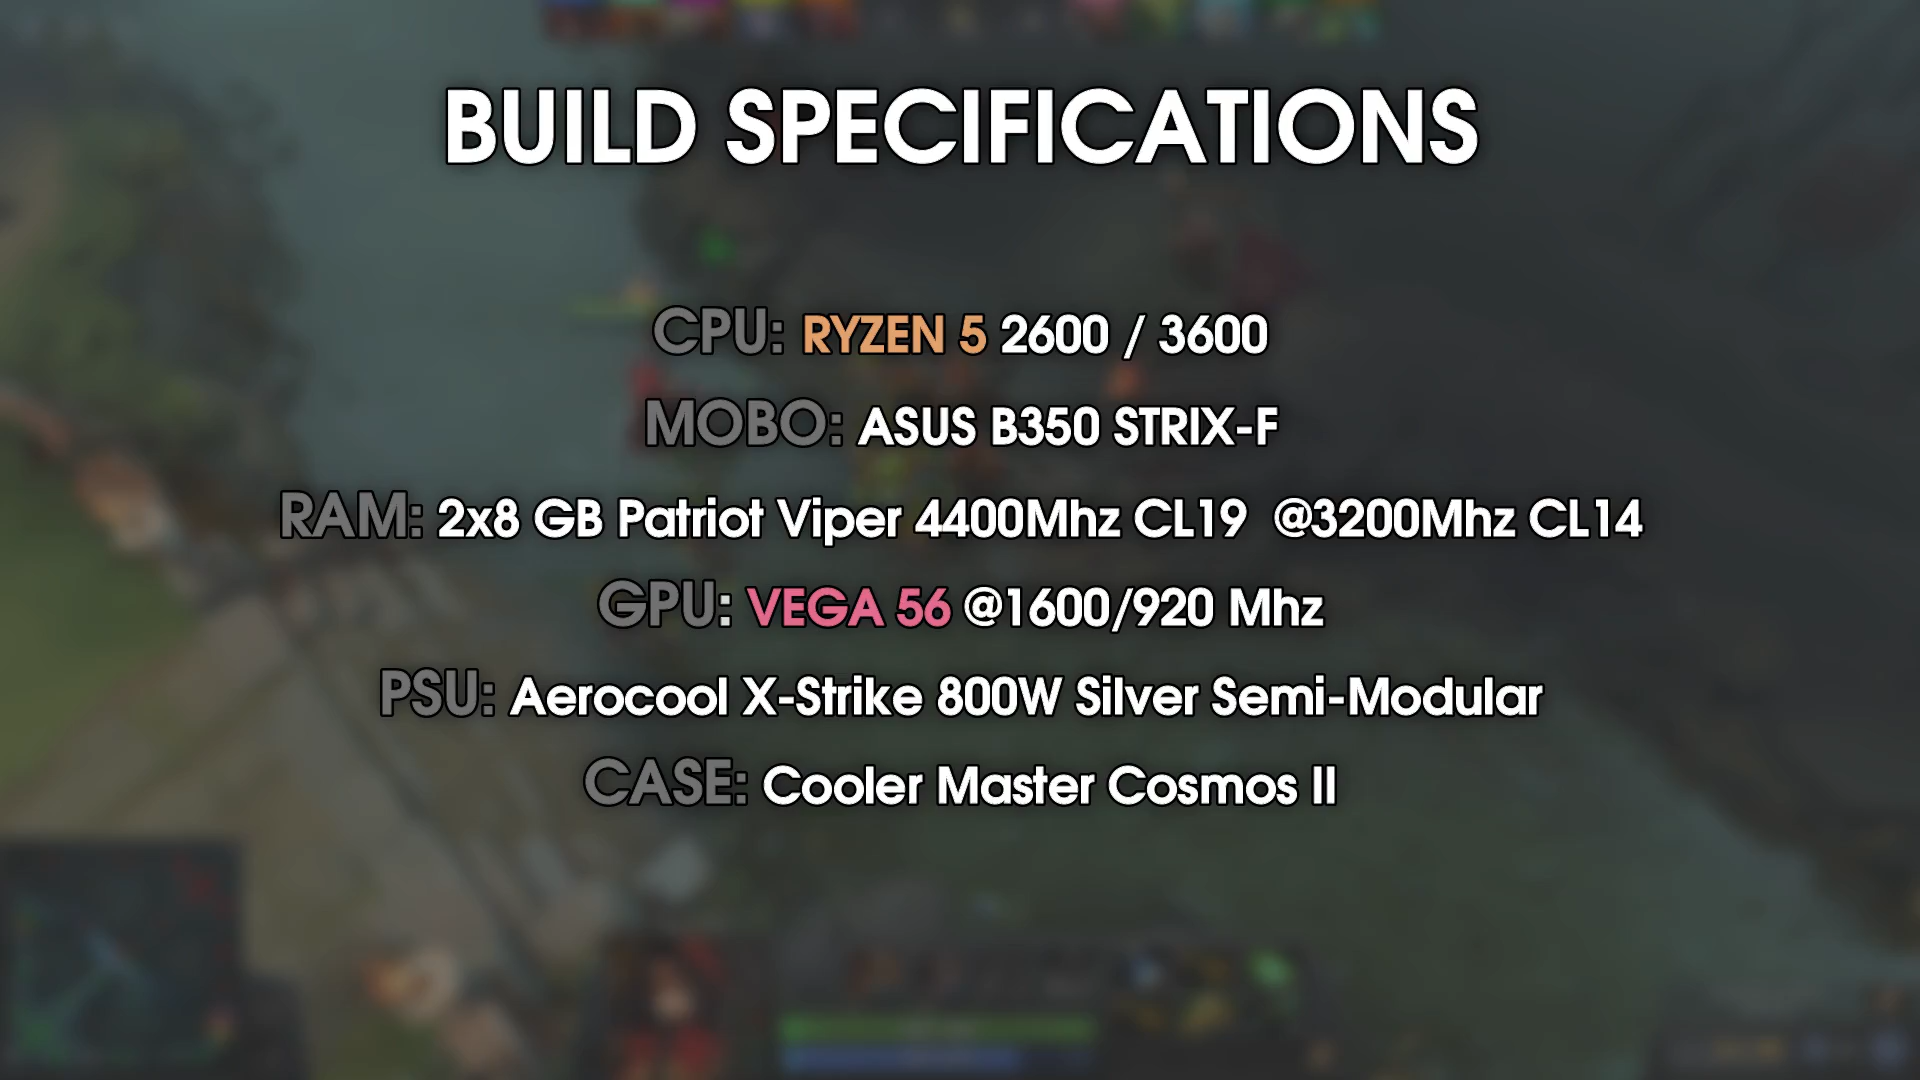 BUILD SPECIFICATIONS
CPU: RYZEN 5 2600 / 3600
MOBO: ASUS B350 STRIX-F
RAM: 2x8 GB Patriot Viper 4400Mhz CL19 @3200Mhz CL14
GPU: VEGA 56 @1600/920 Mhz
PSU: Aerocool X-Strike 800W Silver Semi-Modular
CASE: Cooler Master Cosmos II